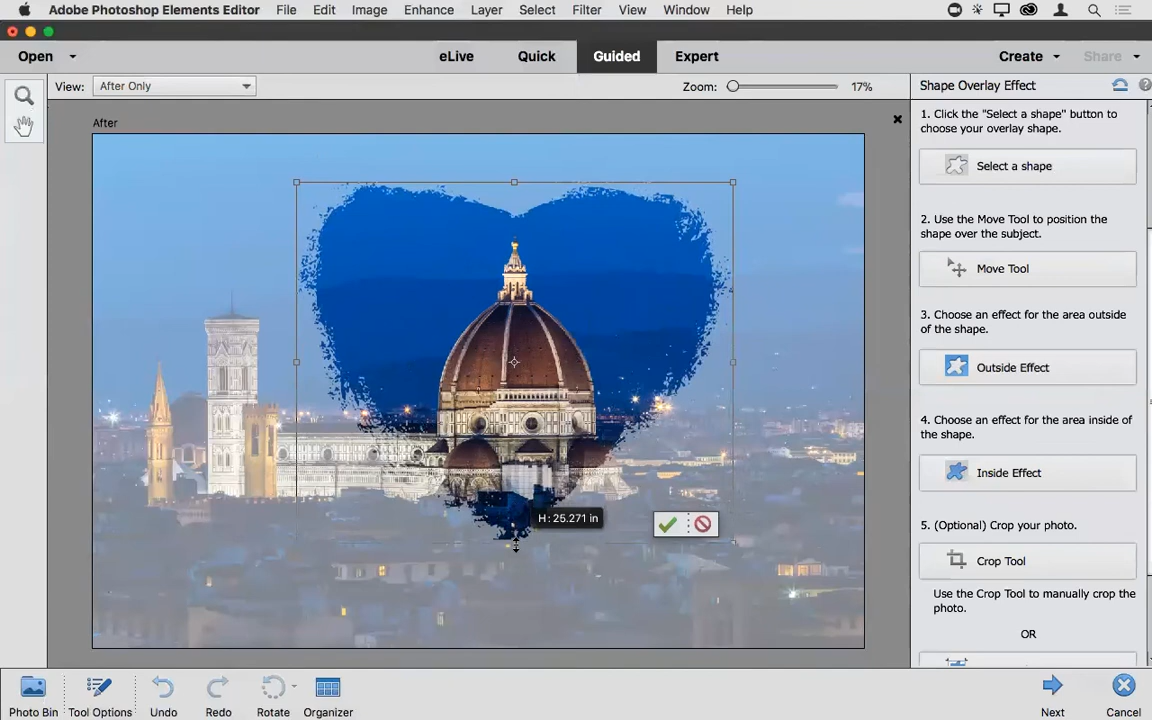 Adobe Photoshop Elements Editor File Edit Image Enhance Layer Select Filter View Window Help
Open eLive Quick Guided Expert Create Share
View: After Only Zoom: 17% Shape Overlay Effect
After
1. Click the "Select a shape" button to
choose your overlay shape.
Select a shape
2. Use the Move Tool to position the
shape over the subject.
Move Tool
3. Choose an effect for the area outside
of the shape.
Outside Effect
4. Choose an effect for the area inside of
the shape.
Inside Effect
H: 25.271 in
5. (Optional) Crop your photo.
Crop Tool
Use the Crop Tool to manually crop the
photo.
OR
Photo Bin Tool Options Undo Redo Rotate Organizer Next Cancel